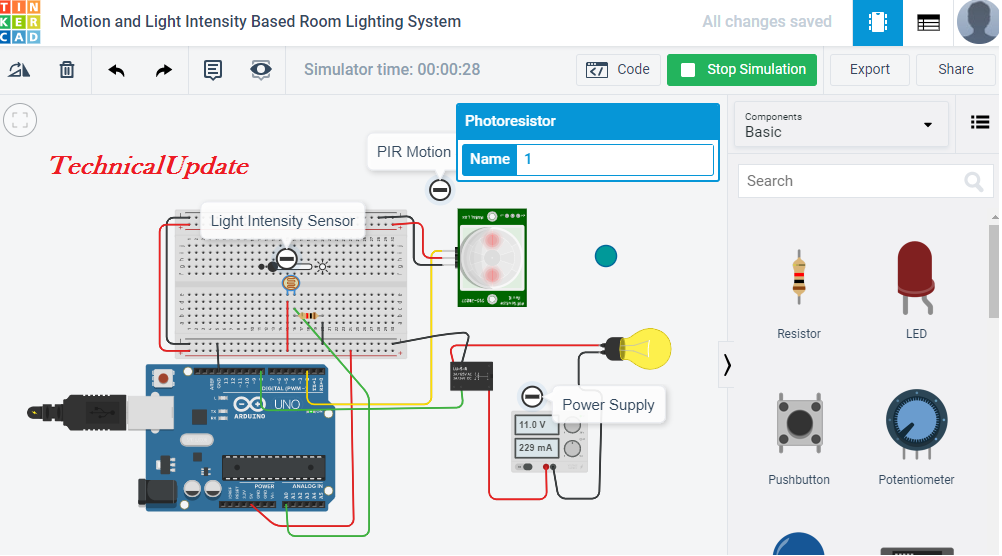 TIN
KER
CAD
Motion and Light Intensity Based Room Lighting System
All changes saved
Simulator time: 00:00:28
Code
Stop Simulation
Export
Share
TechnicalUpdate
PIR Motion
Photoresistor
Name
1
Components
Basic
Search
Light Intensity Sensor
Resistor
LED
DIGITAL (PWM~)
UNO
ARDUINO
POWER
ANALOG IN
Power Supply
11.0 V
229 mA
Pushbutton
Potentiometer